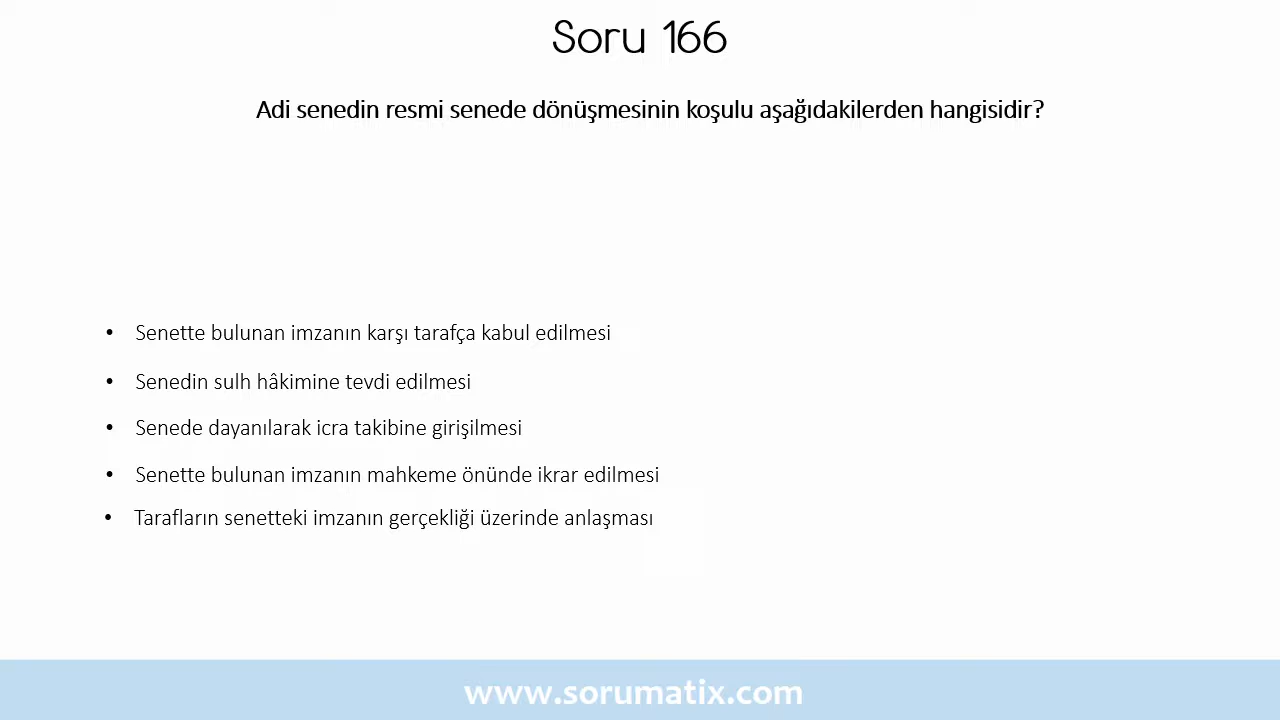 Soru 166
Adi senedin resmi senede dönüşmesinin koşulu aşağıdakilerden hangisidir?
• Senette bulunan imzanın karşı tarafça kabul edilmesi
• Senedin sulh hâkimine tevdi edilmesi
• Senede dayanılarak icra takibine girişilmesi
• Senette bulunan imzanın mahkeme önünde ikrar edilmesi
• Tarafların senetteki imzanın gerçekliği üzerinde anlaşması
www.sorumatix.com